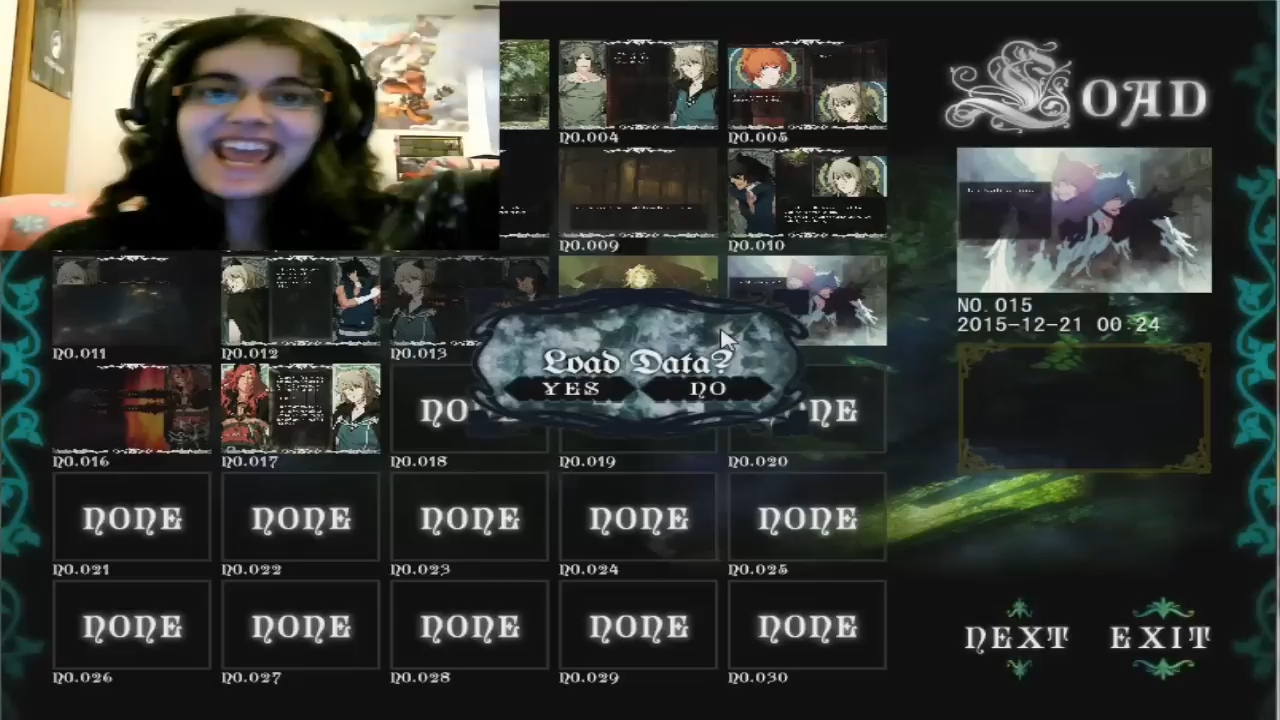 LOAD
NO.004
NO.005
NO.009
NO.010
NO.015
2015-12-21 00:24
NO.011
NO.012
NO.013
Load Data?
YES
NO
NO.016
NO.017
NO.018
NO.019
NO.020
NONE
NONE
NONE
NONE
NONE
NO.021
NO.022
NO.023
NO.024
NO.025
NONE
NONE
NONE
NONE
NONE
NEXT
EXIT
NO.026
NO.027
NO.028
NO.029
NO.030